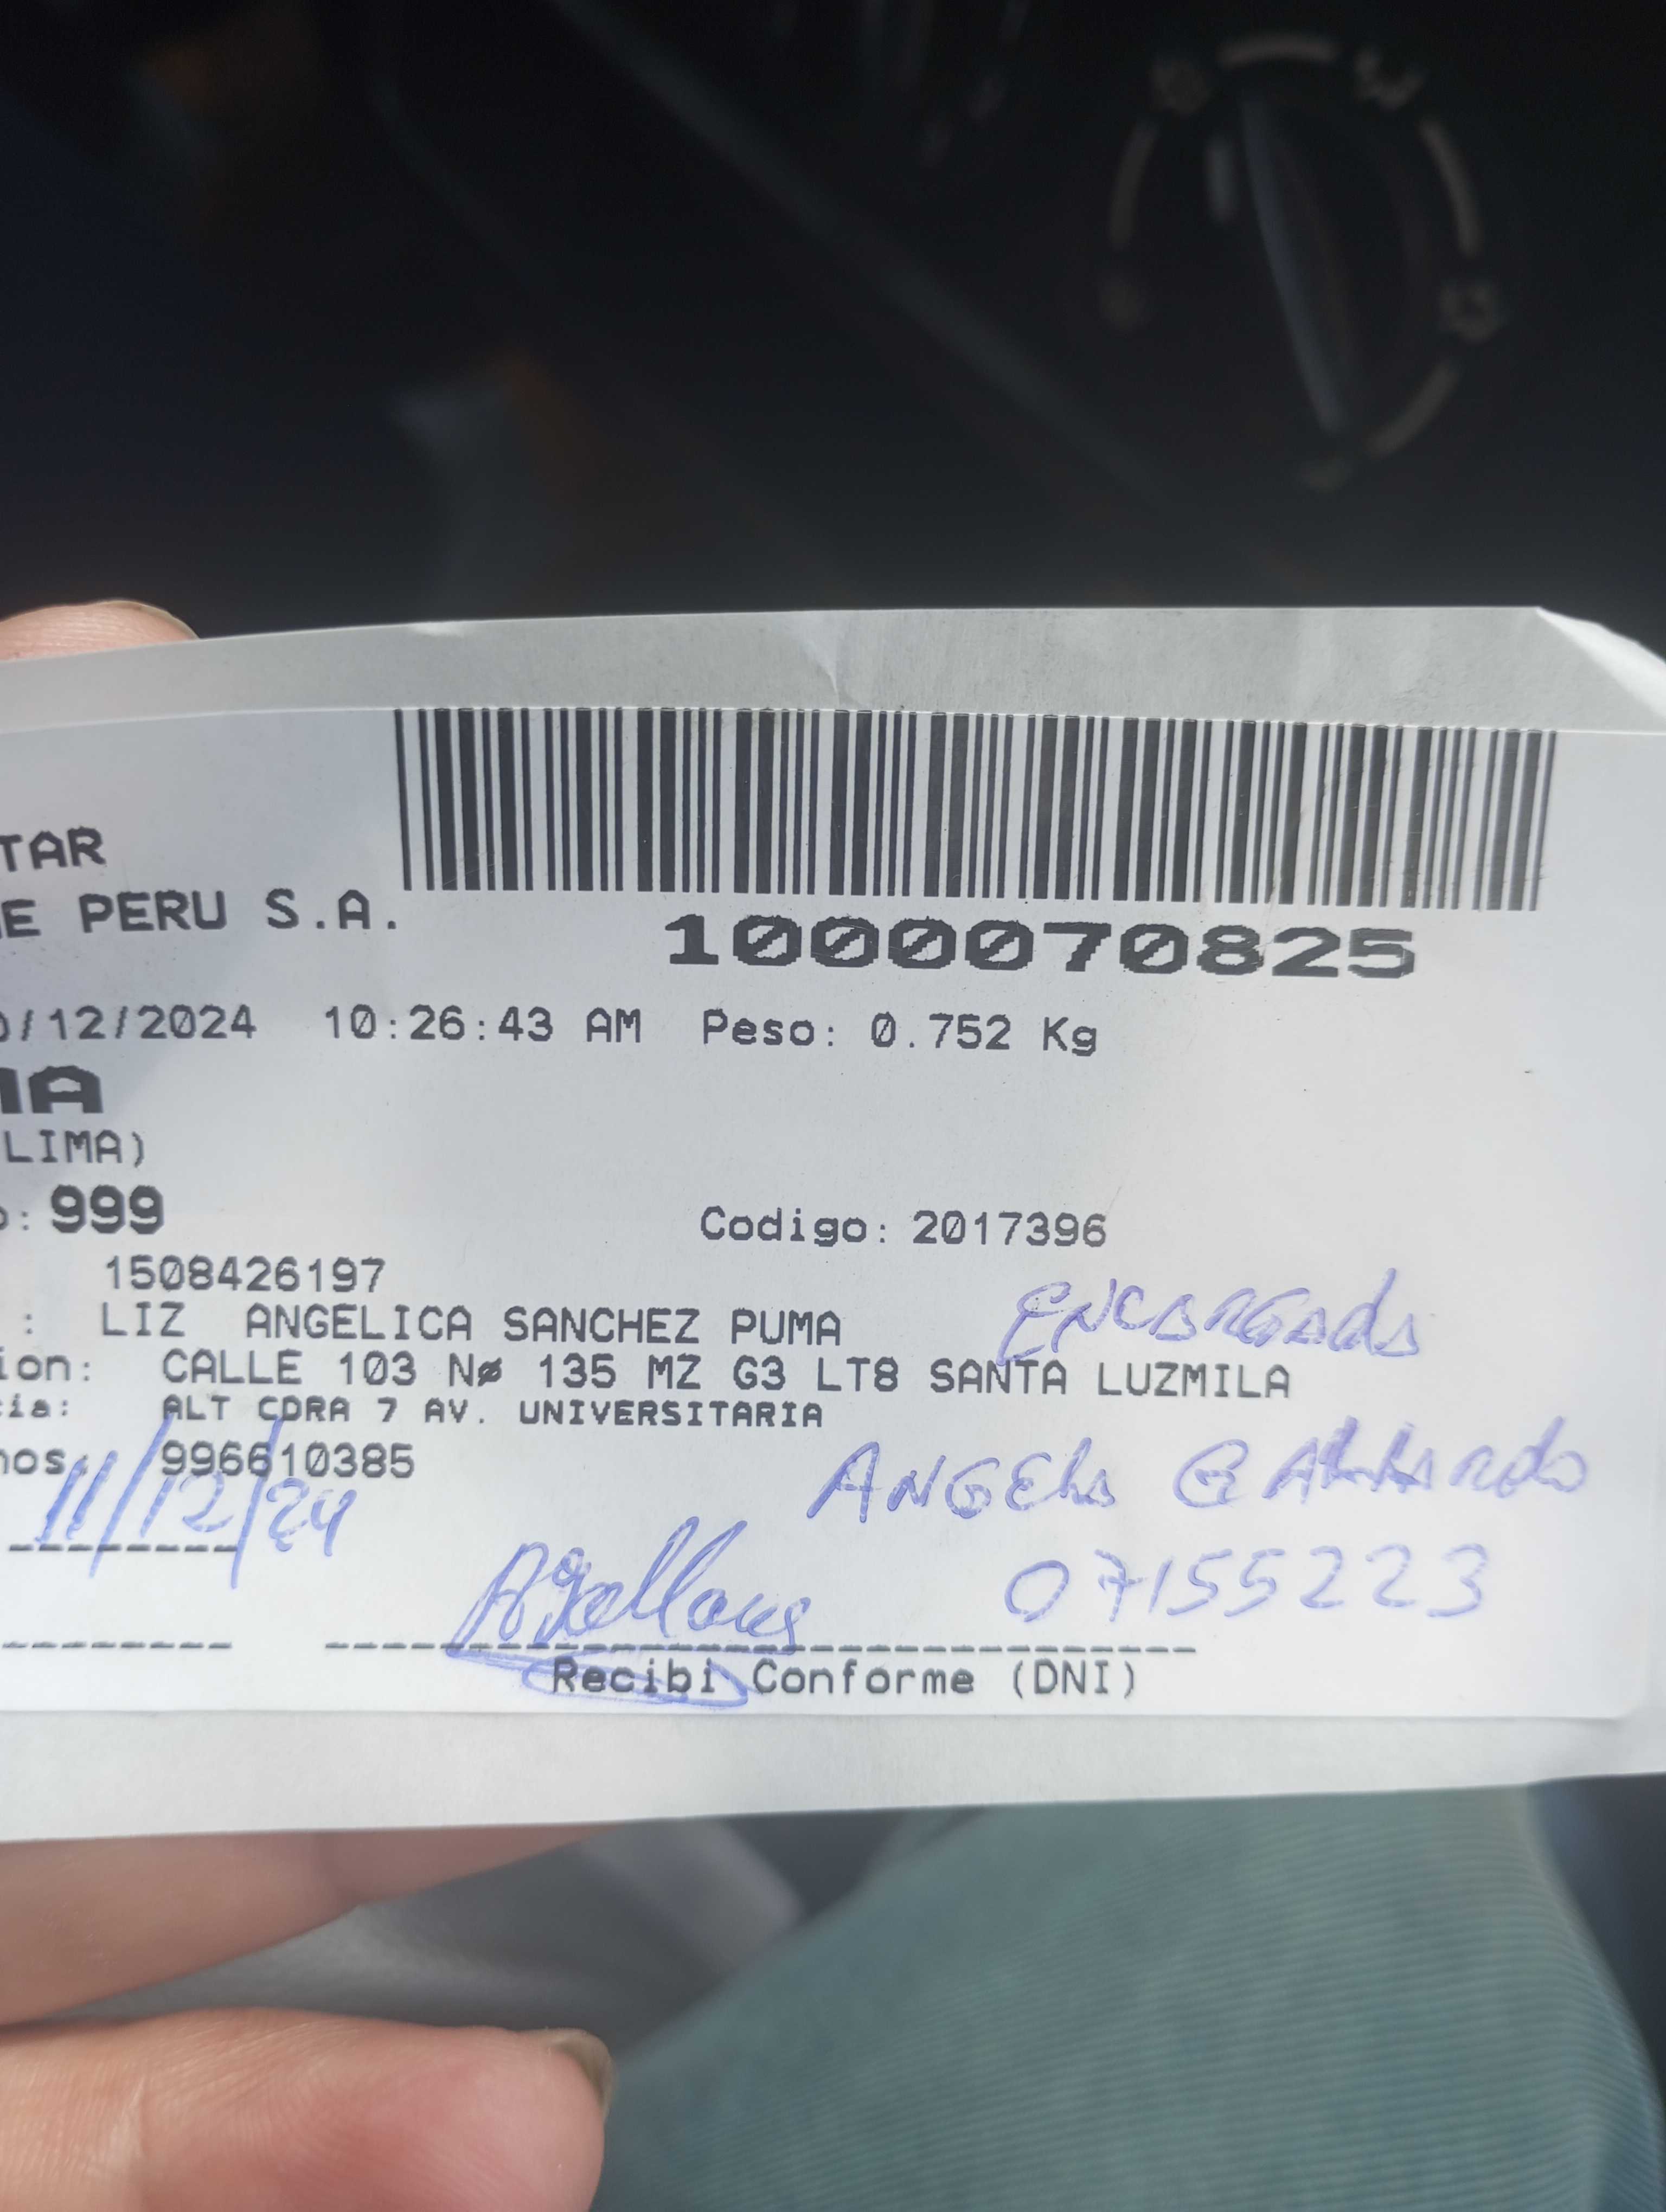 TAR
E PERU S.A.
1000070825
0/12/2024 10:26:43 AM Peso: 0.752 Kg
MA
LIMA)
o: 999
Codigo: 2017396
1508426197
: LIZ ANGELICA SANCHEZ PUMA
Encargada
ion: CALLE 103 Nø 135 MZ G3 LT8 SANTA LUZMILA
cia: ALT CDRA 7 AV. UNIVERSITARIA
nos: 996610385
11/12/24
ANGELA GALLARDO
07155223
Recibi Conforme (DNI)